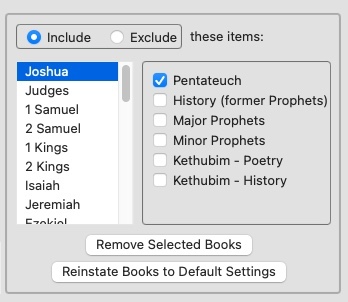 Include Exclude these items:
Joshua
Judges
1 Samuel
2 Samuel
1 Kings
2 Kings
Isaiah
Jeremiah
Ezekiel
Pentateuch
History (former Prophets)
Major Prophets
Minor Prophets
Kethubim - Poetry
Kethubim - History
Remove Selected Books
Reinstate Books to Default Settings